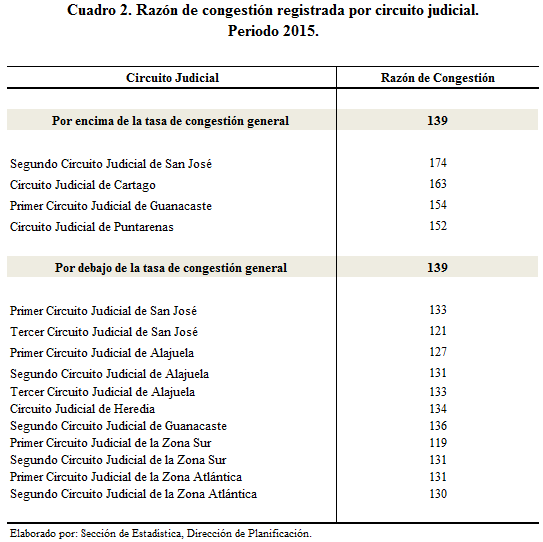 Cuadro 2. Razón de congestión registrada por circuito judicial.
Periodo 2015.
Circuito Judicial Razón de Congestión
Por encima de la tasa de congestión general 139
Segundo Circuito Judicial de San José 174
Circuito Judicial de Cartago 163
Primer Circuito Judicial de Guanacaste 154
Circuito Judicial de Puntarenas 152
Por debajo de la tasa de congestión general 139
Primer Circuito Judicial de San José 133
Tercer Circuito Judicial de San José 121
Primer Circuito Judicial de Alajuela 127
Segundo Circuito Judicial de Alajuela 131
Tercer Circuito Judicial de Alajuela 133
Circuito Judicial de Heredia 134
Segundo Circuito Judicial de Guanacaste 136
Primer Circuito Judicial de la Zona Sur 119
Segundo Circuito Judicial de la Zona Sur 131
Primer Circuito Judicial de la Zona Atlántica 131
Segundo Circuito Judicial de la Zona Atlántica 130
Elaborado por: Sección de Estadística, Dirección de Planificación.